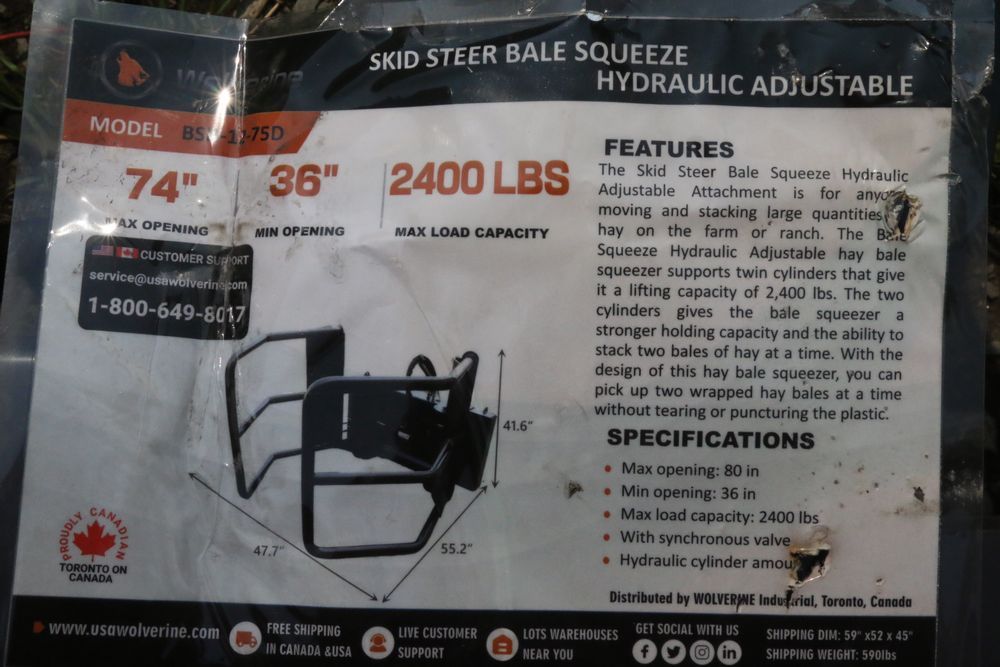 Wolverine
SKID STEER BALE SQUEEZE
HYDRAULIC ADJUSTABLE
MODEL
74"
MAX OPENING
36"
MIN OPENING
2400 LBS
MAX LOAD CAPACITY
CUSTOMER SUPPORT
service@usawolverine.com
1-800-649-8017
FEATURES
The Skid Steer Bale Squeeze Hydraulic
Adjustable Attachment is for
moving and stacking large quantities
hay on the farm or ranch. The Bale
Squeeze Hydraulic Adjustable hay bale
squeezer supports twin cylinders that give
it a lifting capacity of 2,400 lbs. The two
cylinders gives the bale squeezer a
stronger holding capacity and the ability to
stack two bales of hay at a time. With the
design of this hay bale squeezer, you can
pick up two wrapped hay bales at a time
without tearing or puncturing the plastic.
SPECIFICATIONS
• Max opening: 80 in
• Min opening: 36 in
• Max load capacity: 2400 lbs
• With synchronous valve
• Hydraulic cylinder
41.6"
47.7"
55.2"
PROUDLY CANADIAN
TORONTO ON
CANADA
Distributed by WOLVERINE Industrial, Toronto, Canada
www.usawolverine.com
FREE SHIPPING
IN CANADA & USA
LIVE CUSTOMER
SUPPORT
LOTS WAREHOUSES
NEAR YOU
GET SOCIAL WITH US
SHIPPING DIM: 59" x52 x 45"
SHIPPING WEIGHT: 590lbs